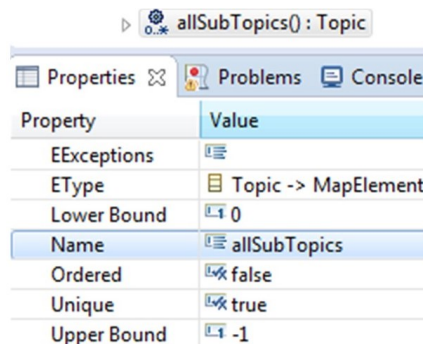 0..* allSubTopics() : Topic
Properties Problems Console
Property Value
EExceptions
EType Topic -> MapElement
Lower Bound 0
Name allSubTopics
Ordered false
Unique true
Upper Bound -1